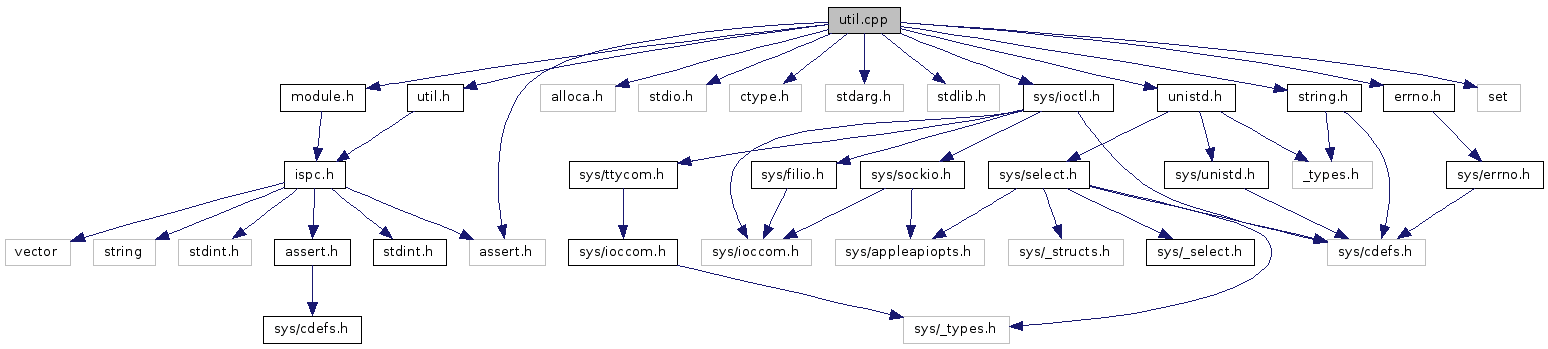 util.cpp
module.h
util.h
alloca.h
stdio.h
ctype.h
stdarg.h
stdlib.h
sys/ioctl.h
unistd.h
string.h
errno.h
set
ispc.h
sys/ttycom.h
sys/filio.h
sys/sockio.h
sys/select.h
sys/unistd.h
_types.h
sys/errno.h
vector
string
stdint.h
assert.h
stdint.h
assert.h
sys/ioccom.h
sys/ioccom.h
sys/appleapiopts.h
sys/_structs.h
sys/_select.h
sys/cdefs.h
sys/cdefs.h
sys/_types.h